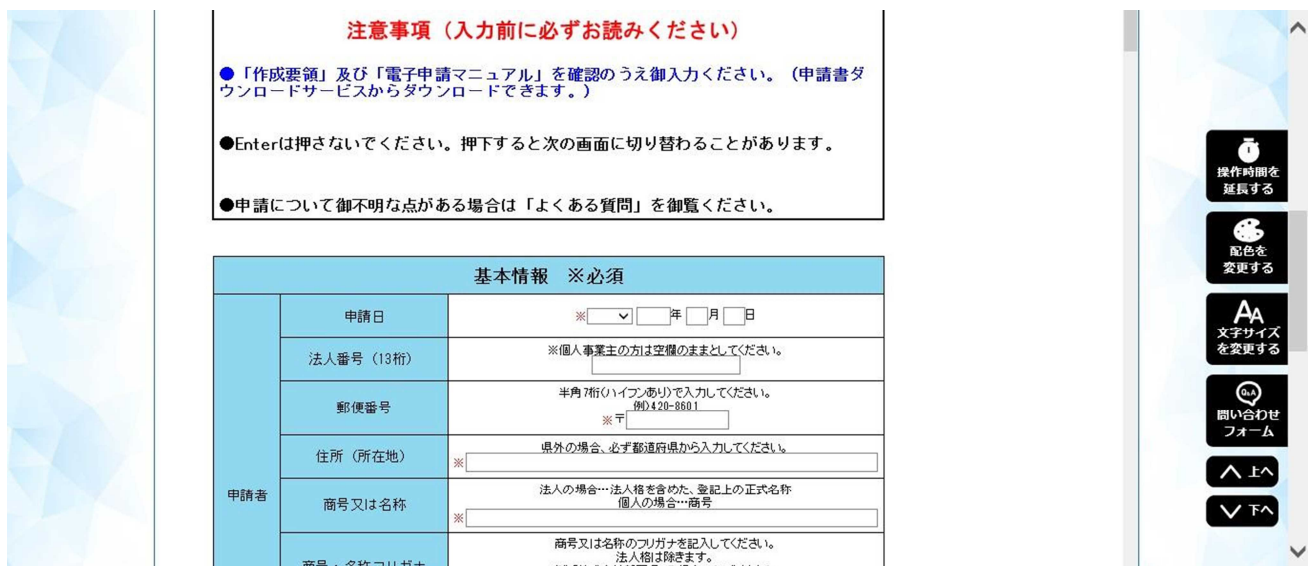 注意事項（入力前に必ずお読みください）
●「作成要領」及び「電子申請マニュアル」を確認のうえ御入力ください。（申請書ダ
ウンロードサービスからダウンロードできます。）
●Enterは押さないでください。押下すると次の画面に切り替わることがあります。
●申請について御不明な点がある場合は「よくある質問」を御覧ください。
基本情報　※必須
申請者
申請日
※ 年 月 日
法人番号（13桁）
※個人事業主の方は空欄のままとしてください。
郵便番号
半角7桁(ハイフンあり)で入力してください。
例)420-8601
※〒
住所（所在地）
県外の場合、必ず都道府県から入力してください。
※
商号又は名称
法人の場合…法人格を含めた、登記上の正式名称
個人の場合…商号
※
商号又は名称のフリガナを記入してください。
法人格は除きます。
操作時間を
延長する
配色を
変更する
AA
文字サイズ
を変更する
Q&A
問い合わせ
フォーム
上へ
下へ